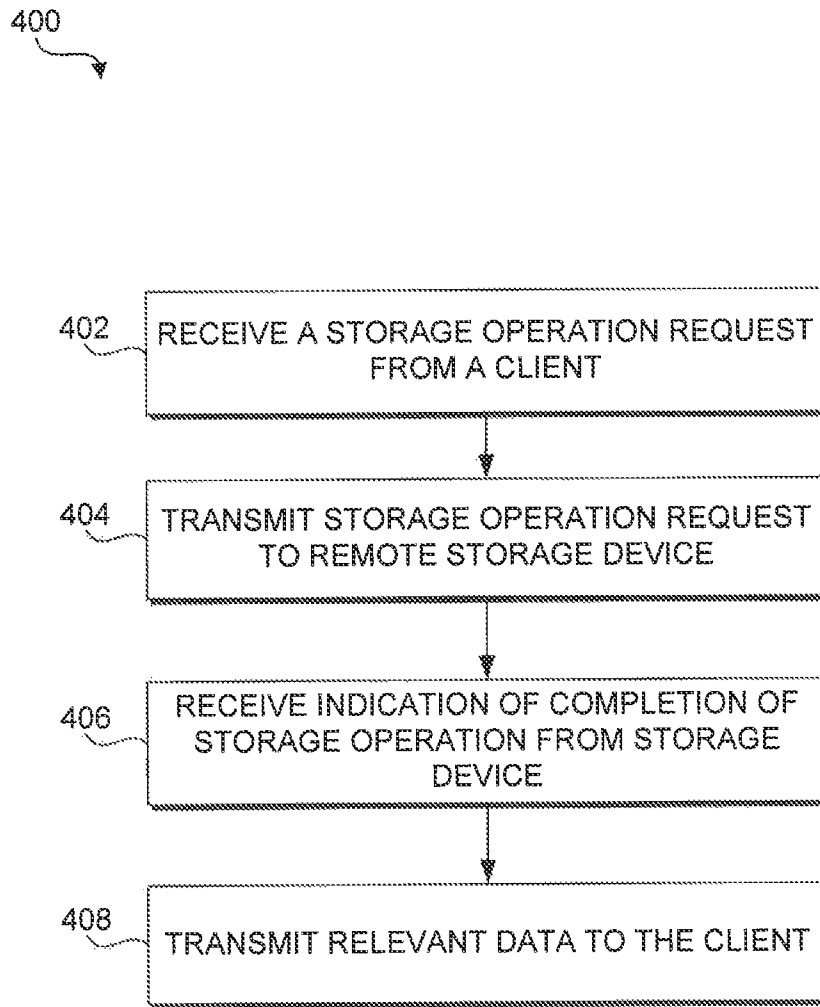 400
402
RECEIVE A STORAGE OPERATION REQUEST
FROM A CLIENT
404
TRANSMIT STORAGE OPERATION REQUEST
TO REMOTE STORAGE DEVICE
406
RECEIVE INDICATION OF COMPLETION OF
STORAGE OPERATION FROM STORAGE
DEVICE
408
TRANSMIT RELEVANT DATA TO THE CLIENT